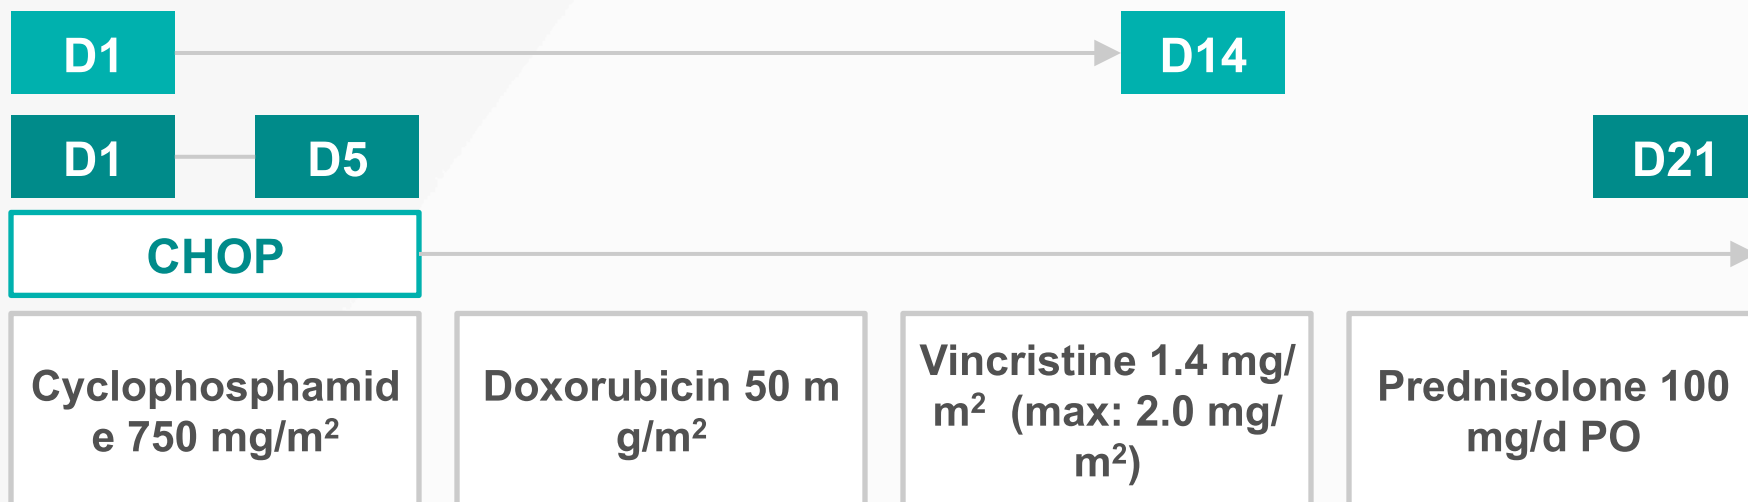 D1
D14
D1
D5
D21
CHOP
Cyclophosphamid
e 750 mg/m²
Doxorubicin 50 m
g/m²
Vincristine 1.4 mg/
m² (max: 2.0 mg/
m²)
Prednisolone 100
mg/d PO